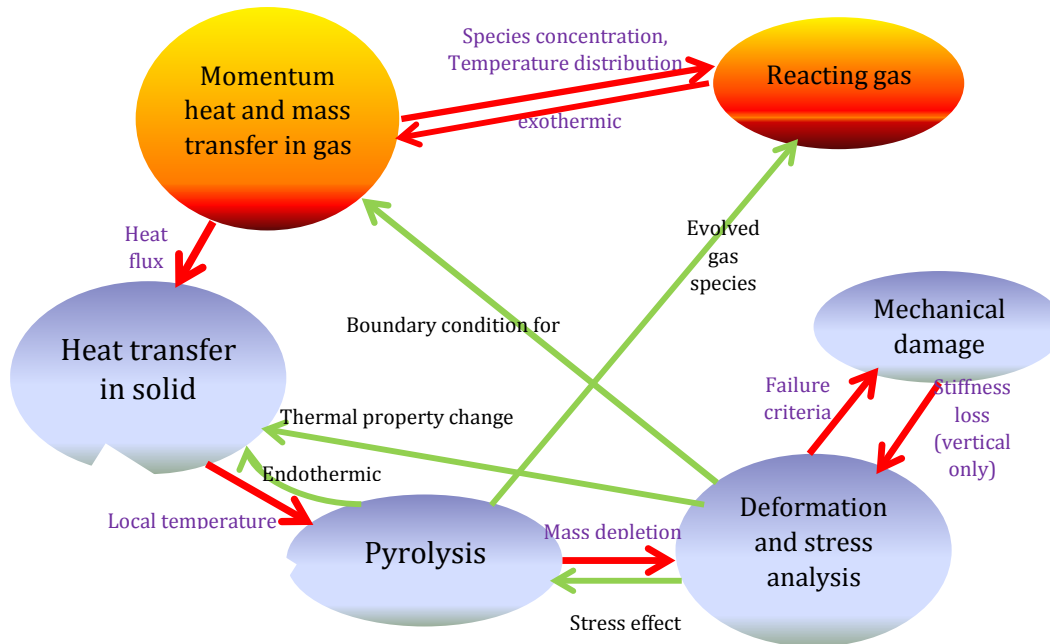 Species concentration,
Temperature distribution
Momentum
heat and mass
transfer in gas
Reacting gas
exothermic
Heat
flux
Evolved
gas
species
Boundary condition for
Mechanical
damage
Heat transfer
in solid
Failure
criteria
Stiffness
loss
(vertical
only)
Thermal property change
Endothermic
Local temperature
Pyrolysis
Mass depletion
Deformation
and stress
analysis
Stress effect